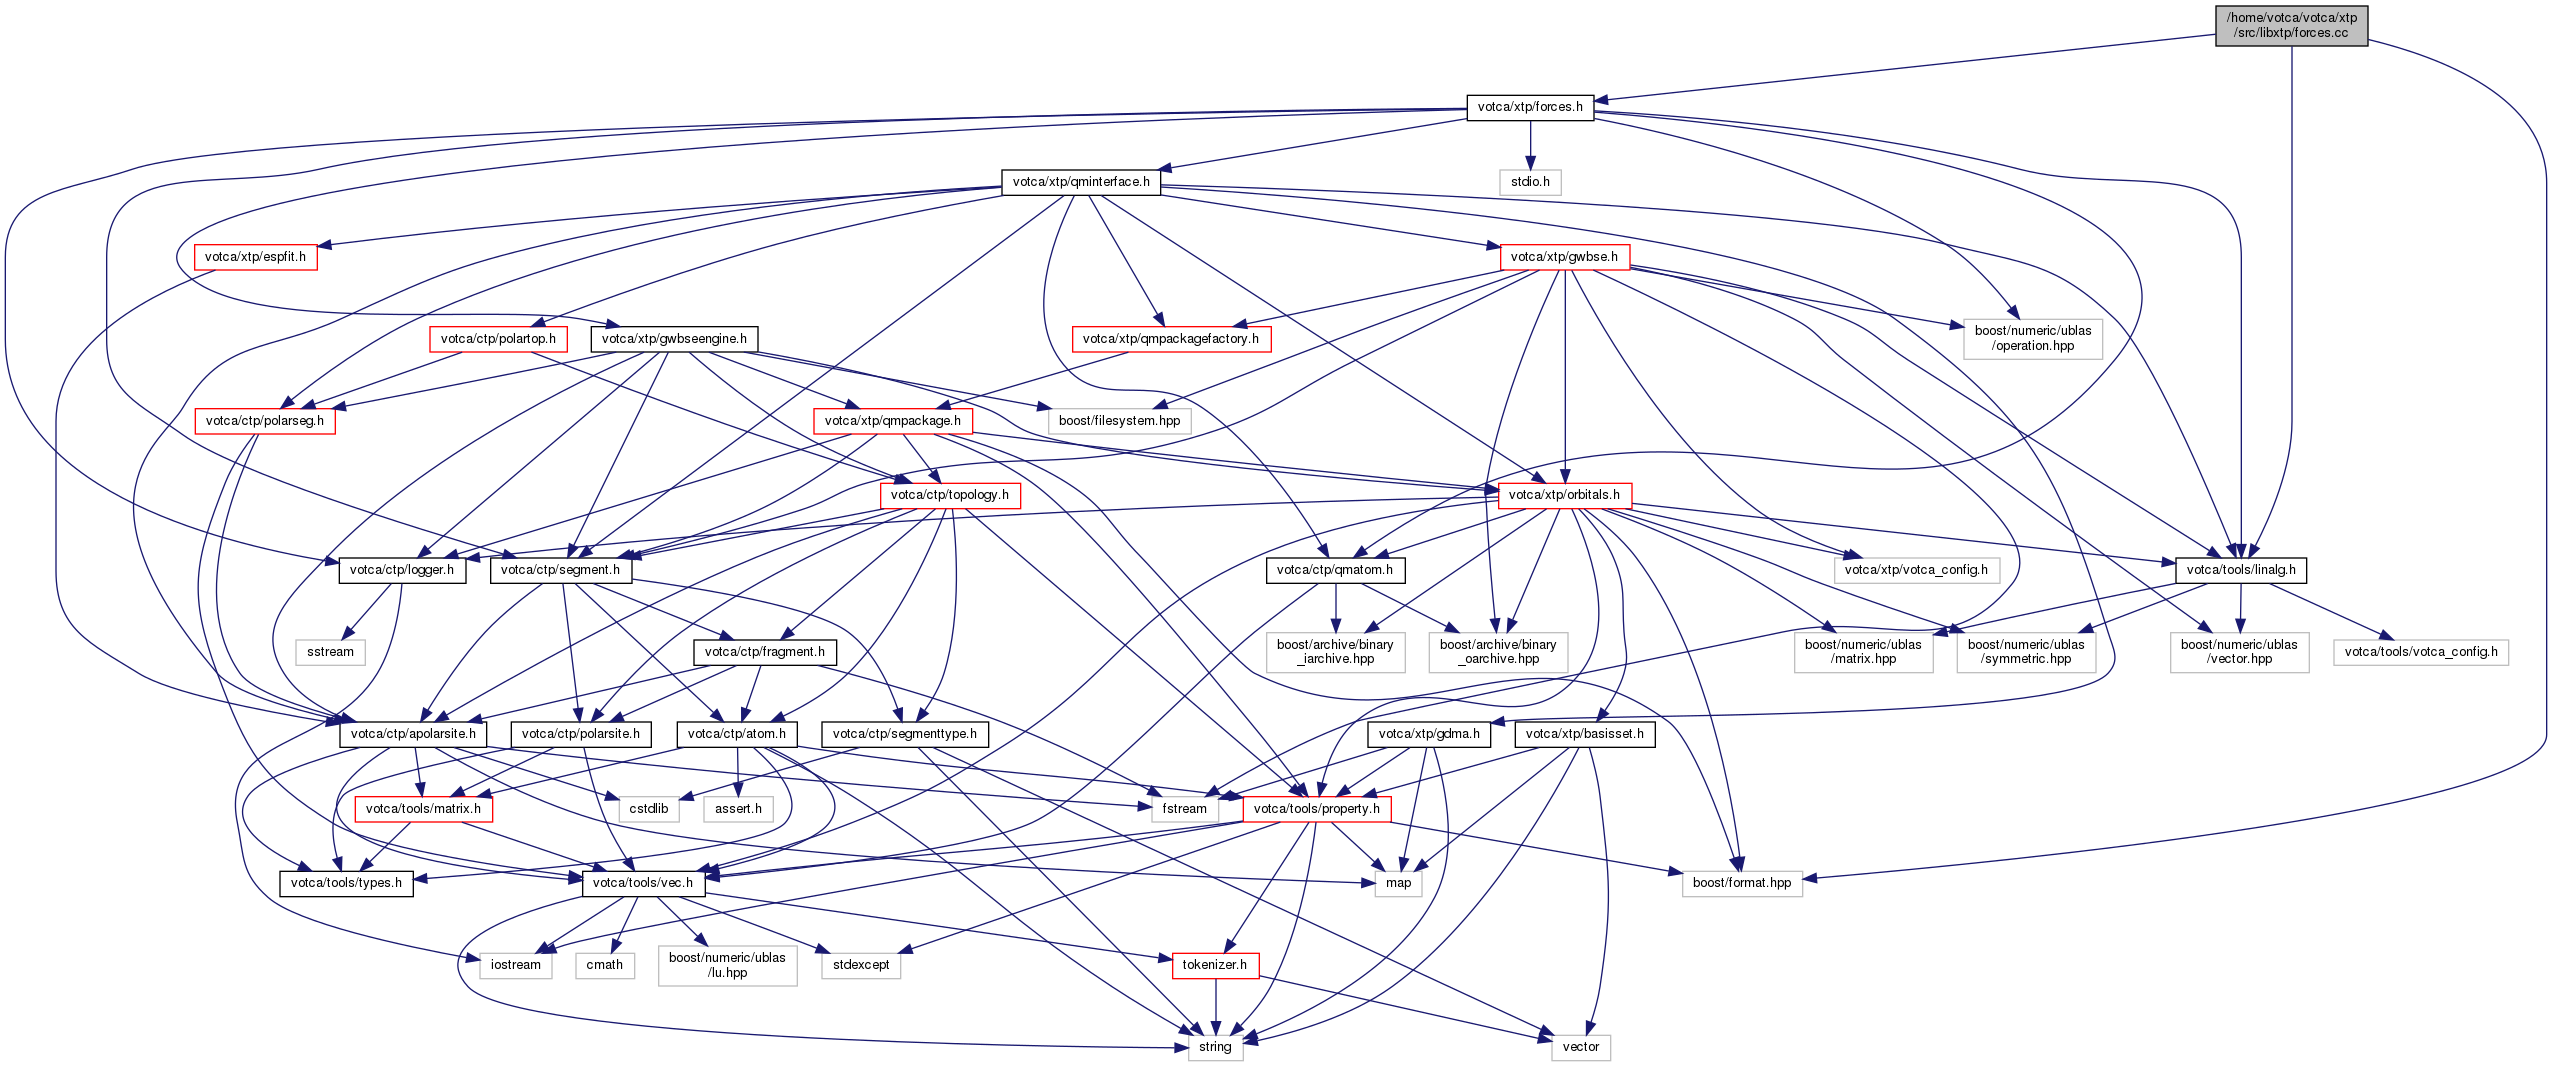 /home/votca/votca/xtp
/src/libxtp/forces.cc
votca/xtp/forces.h
votca/xtp/qminterface.h
stdio.h
votca/xtp/espfit.h
votca/xtp/gwbse.h
votca/ctp/polartop.h
votca/xtp/gwbseengine.h
votca/xtp/qmpackagefactory.h
boost/numeric/ublas
/operation.hpp
votca/ctp/polarseg.h
votca/xtp/qmpackage.h
boost/filesystem.hpp
votca/ctp/topology.h
votca/xtp/orbitals.h
votca/ctp/logger.h
votca/ctp/segment.h
votca/ctp/qmatom.h
votca/xtp/votca_config.h
votca/tools/linalg.h
sstream
votca/ctp/fragment.h
boost/archive/binary
_iarchive.hpp
boost/archive/binary
_oarchive.hpp
boost/numeric/ublas
/matrix.hpp
boost/numeric/ublas
/symmetric.hpp
boost/numeric/ublas
/vector.hpp
votca/tools/votca_config.h
votca/ctp/apolarsite.h
votca/ctp/polarsite.h
votca/ctp/atom.h
votca/ctp/segmenttype.h
votca/xtp/gdma.h
votca/xtp/basisset.h
votca/tools/matrix.h
cstdlib
assert.h
fstream
votca/tools/property.h
votca/tools/types.h
votca/tools/vec.h
map
boost/format.hpp
iostream
cmath
boost/numeric/ublas
/lu.hpp
stdexcept
tokenizer.h
string
vector